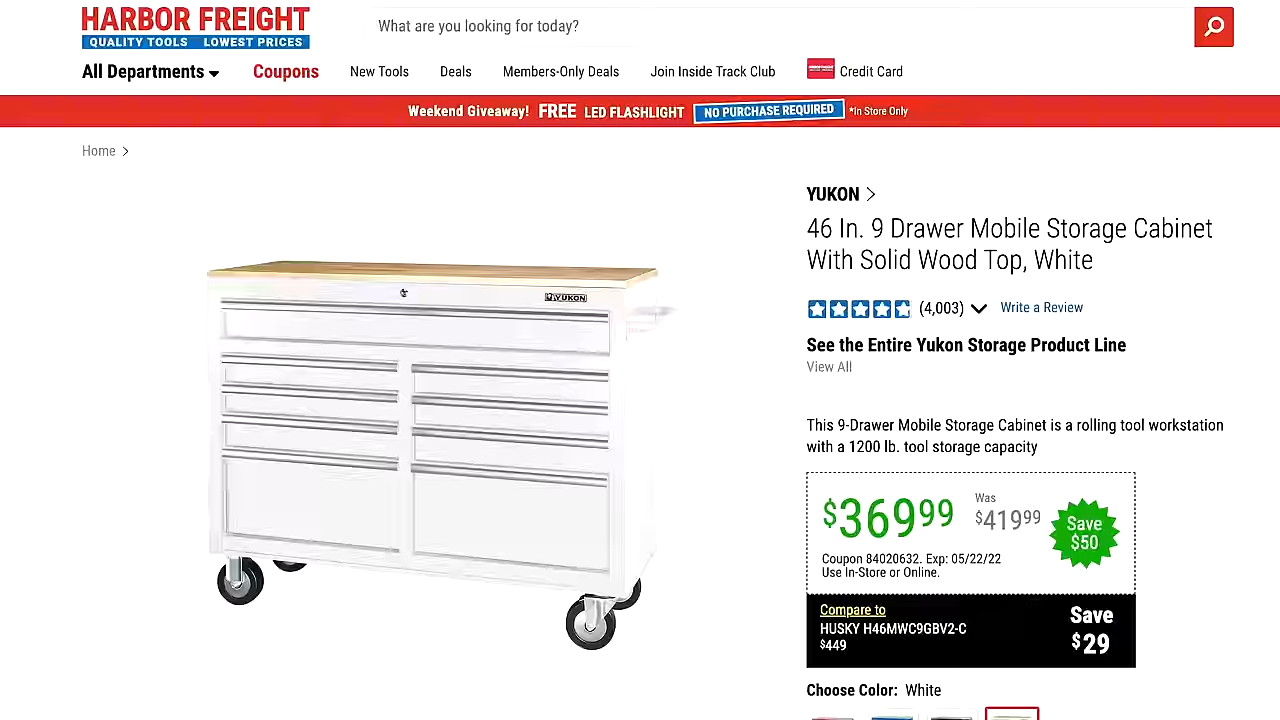 HARBOR FREIGHT
QUALITY TOOLS LOWEST PRICES
What are you looking for today?
All Departments
Coupons
New Tools
Deals
Members-Only Deals
Join Inside Track Club
Credit Card
Weekend Giveaway! FREE LED FLASHLIGHT NO PURCHASE REQUIRED *In Store Only
Home
YUKON
YUKON
46 In. 9 Drawer Mobile Storage Cabinet
With Solid Wood Top, White
(4,003)
Write a Review
See the Entire Yukon Storage Product Line
View All
This 9-Drawer Mobile Storage Cabinet is a rolling tool workstation
with a 1200 lb. tool storage capacity
$36999
Was
$41999
Save
$50
Coupon 84020632. Exp: 05/22/22
Use In-Store or Online.
Compare to
HUSKY H46MWC9GBV2-C
$449
Save
$29
Choose Color: White